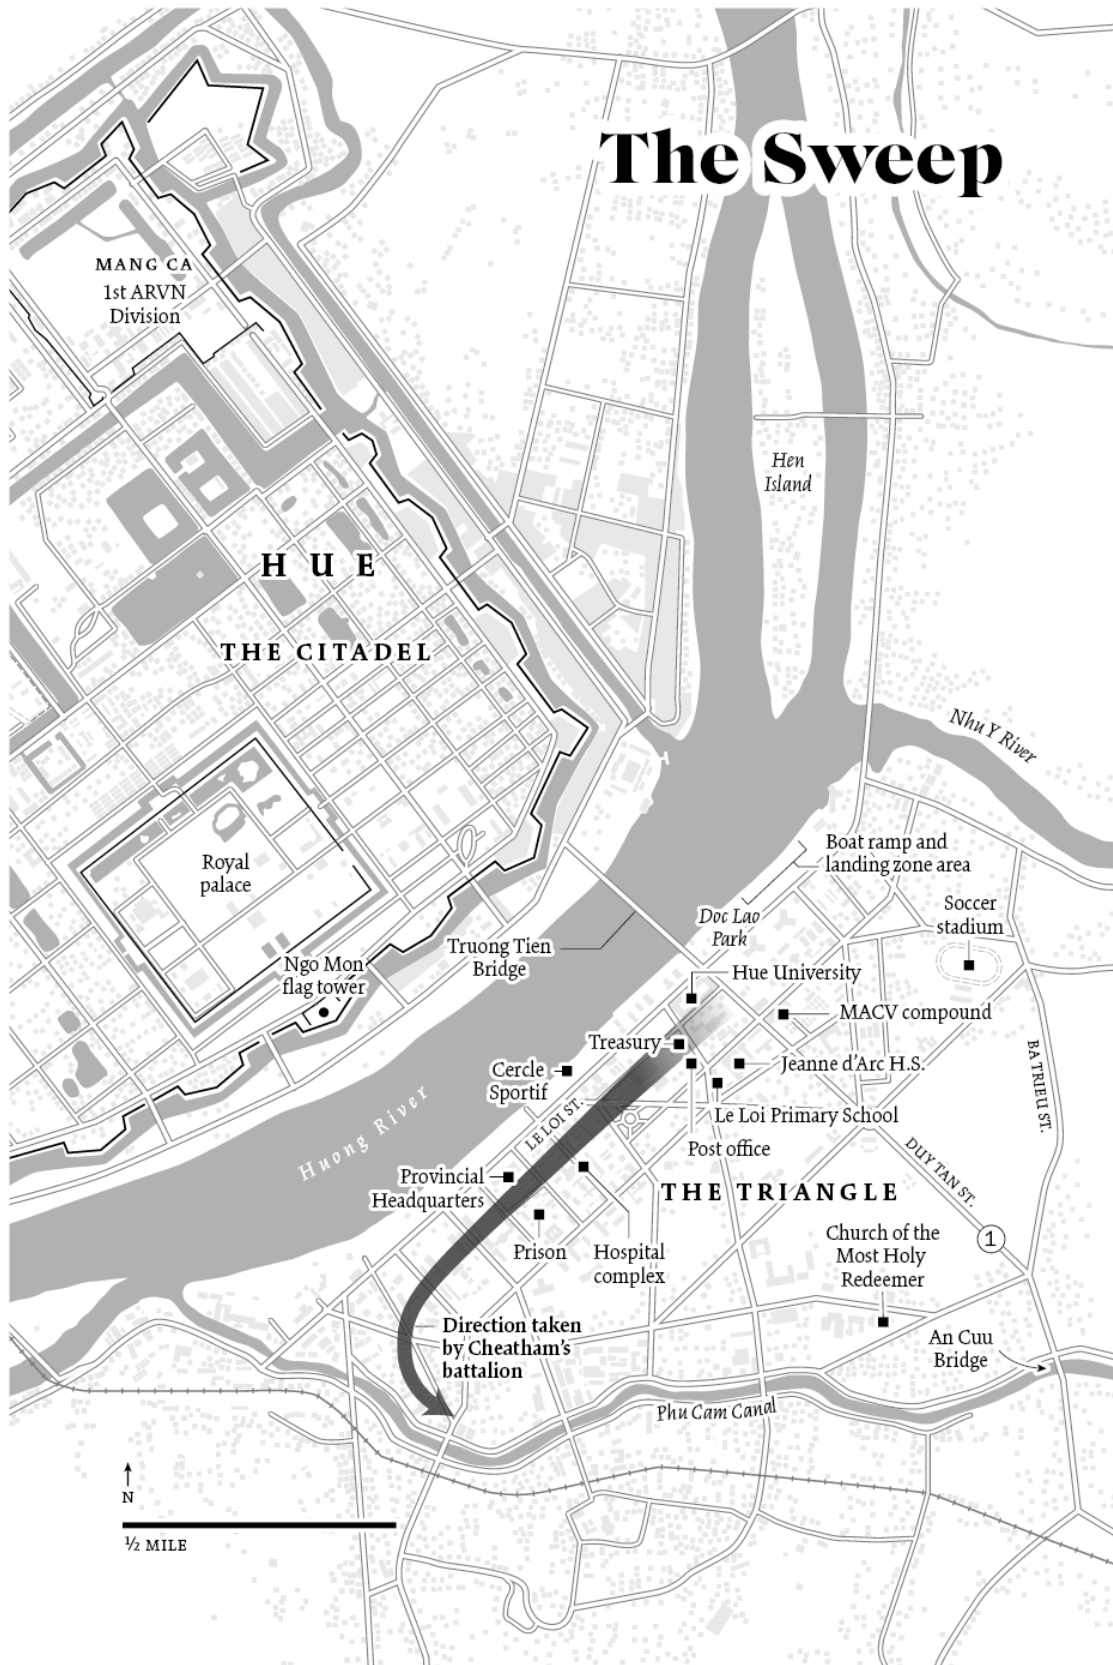 The Sweep
MANG CA
1st ARVN
Division
Hen
Island
HUE
THE CITADEL
Nhu Y River
Royal
palace
Boat ramp and
landing zone area
Soccer
stadium
Doc Lao
Park
Truong Tien
Bridge
Ngo Mon
flag tower
Hue University
MACV compound
Treasury
Cercle
Sportif
Jeanne d'Arc H.S.
BA TRIEU ST.
LE LOI ST.
Le Loi Primary School
Huong River
Post office
DUY TAN ST.
Provincial
Headquarters
THE TRIANGLE
1
Prison
Hospital
complex
Church of the
Most Holy
Redeemer
Direction taken
by Cheatham's
battalion
An Cuu
Bridge
Phu Cam Canal
N
½ MILE